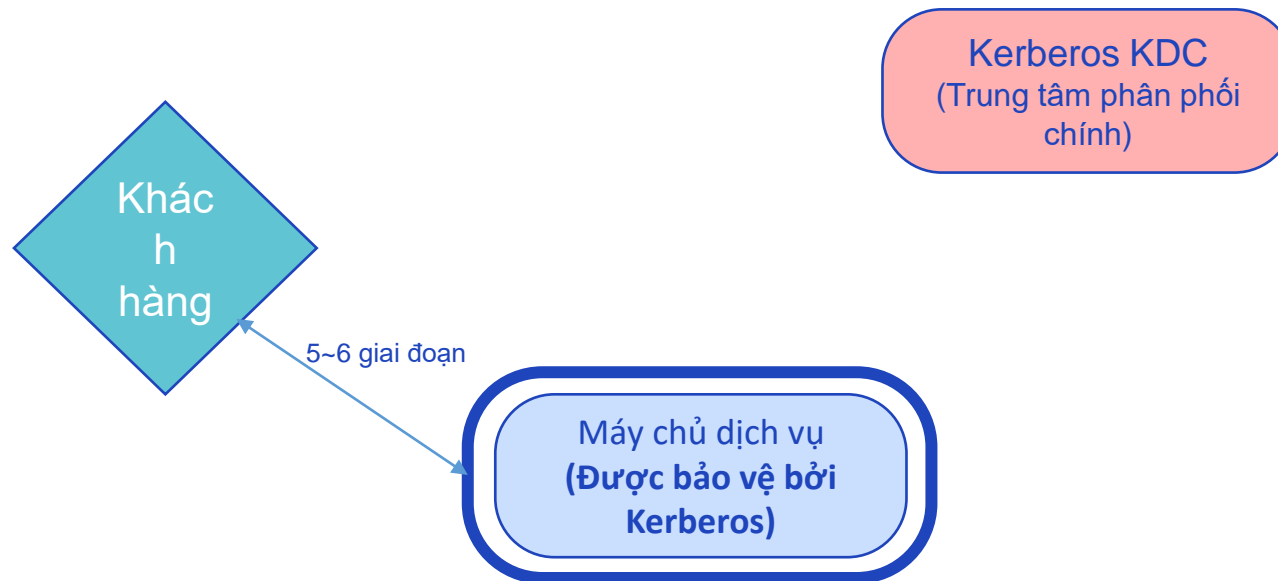 Kerberos KDC
(Trung tâm phân phối
chính)
Khác
h
hàng
5~6 giai đoạn
Máy chủ dịch vụ
(Được bảo vệ bởi
Kerberos)